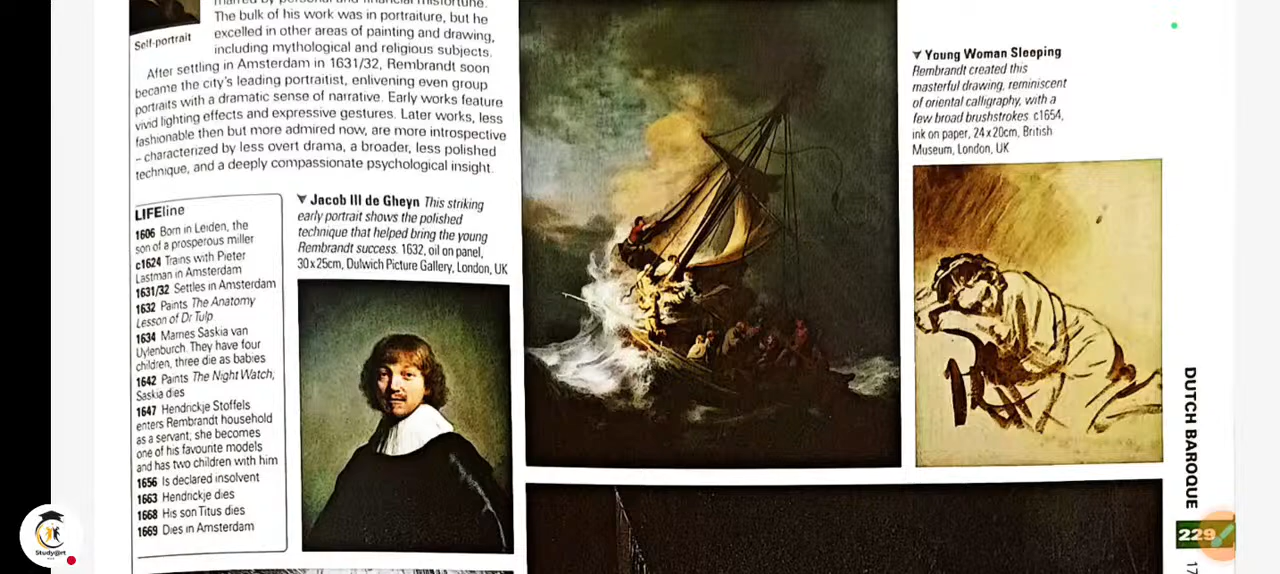 marred by personal and financial misfortune.
The bulk of his work was in portraiture, but he
excelled in other areas of painting and drawing,
including mythological and religious subjects.
Self-portrait
After settling in Amsterdam in 1631/32, Rembrandt soon
became the city's leading portraitist, enlivening even group
portraits with a dramatic sense of narrative. Early works feature
vivid lighting effects and expressive gestures. Later works, less
fashionable then but more admired now, are more introspective
– characterized by less overt drama, a broader, less polished
technique, and a deeply compassionate psychological insight.
LIFEline
1606 Born in Leiden, the
son of a prosperous miller
c1624 Trains with Pieter
Lastman in Amsterdam
1631/32 Settles in Amsterdam
1632 Paints The Anatomy
Lesson of Dr Tulp
1634 Marries Saskia van
Uylenburch. They have four
children, three die as babies
1642 Paints The Night Watch;
Saskia dies
1647 Hendrickje Stoffels
enters Rembrandt household
as a servant; she becomes
one of his favourite models
and has two children with him
1656 Is declared insolvent
1663 Hendrickje dies
1668 His son Titus dies
1669 Dies in Amsterdam
▼ Jacob III de Gheyn This striking
early portrait shows the polished
technique that helped bring the young
Rembrandt success. 1632, oil on panel,
30x25cm, Dulwich Picture Gallery, London, UK
▼ Young Woman Sleeping
Rembrandt created this
masterful drawing, reminiscent
of oriental calligraphy, with a
few broad brushstrokes c1654,
ink on paper, 24x20cm, British
Museum, London, UK
DUTCH BAROQUE
229
17
Study@rt